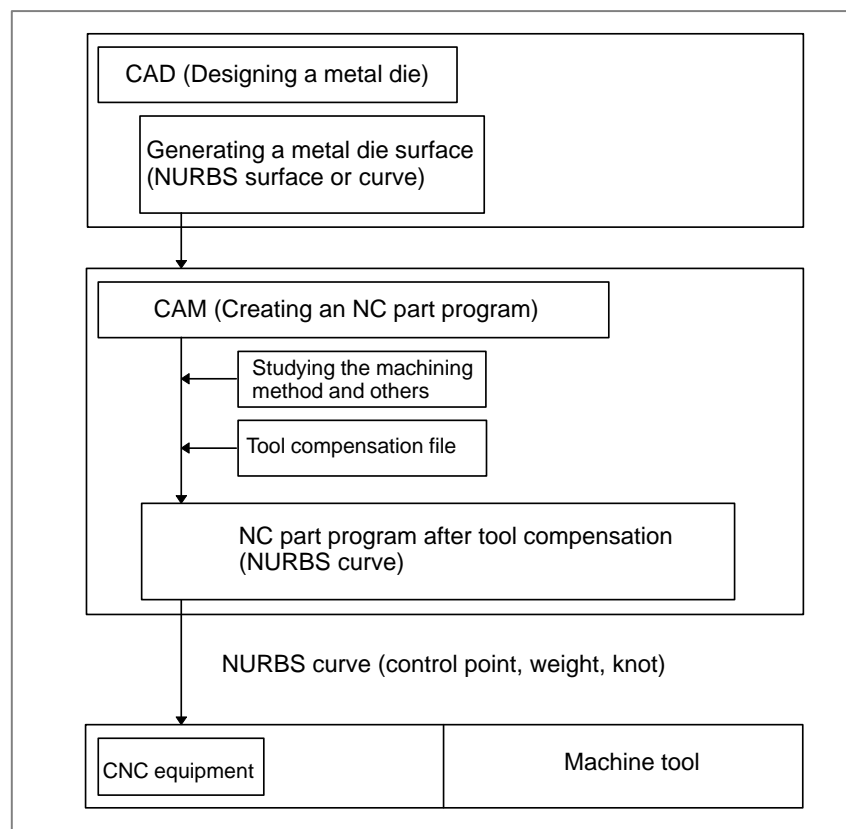 CAD (Designing a metal die)
Generating a metal die surface
(NURBS surface or curve)
CAM (Creating an NC part program)
Studying the machining
method and others
Tool compensation file
NC part program after tool compensation
(NURBS curve)
NURBS curve (control point, weight, knot)
CNC equipment
Machine tool